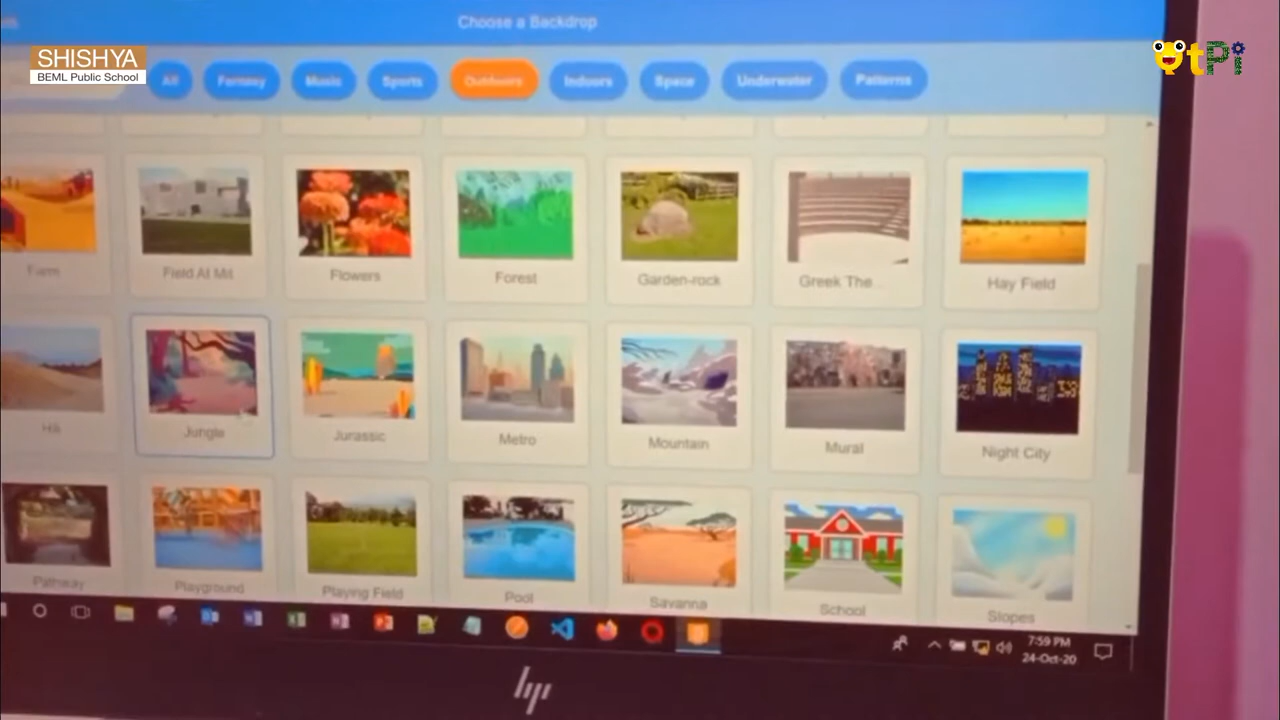 Choose a Backdrop
SHISHYA
BEML Public School
OtPi
All Fantasy Music Sports Outdoors Indoors Space Underwater Patterns
Farm Field At Mit Flowers Forest Garden-rock Greek The... Hay Field
Hill Jungle Jurassic Metro Mountain Mural Night City
Pathway Playground Playing Field Pool Savanna School Slopes
7:59 PM
24-Oct-20
hp